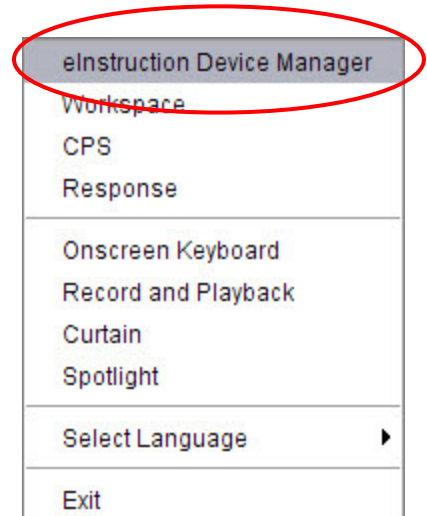 eInstruction Device Manager
Workspace
CPS
Response
Onscreen Keyboard
Record and Playback
Curtain
Spotlight
Select Language
Exit